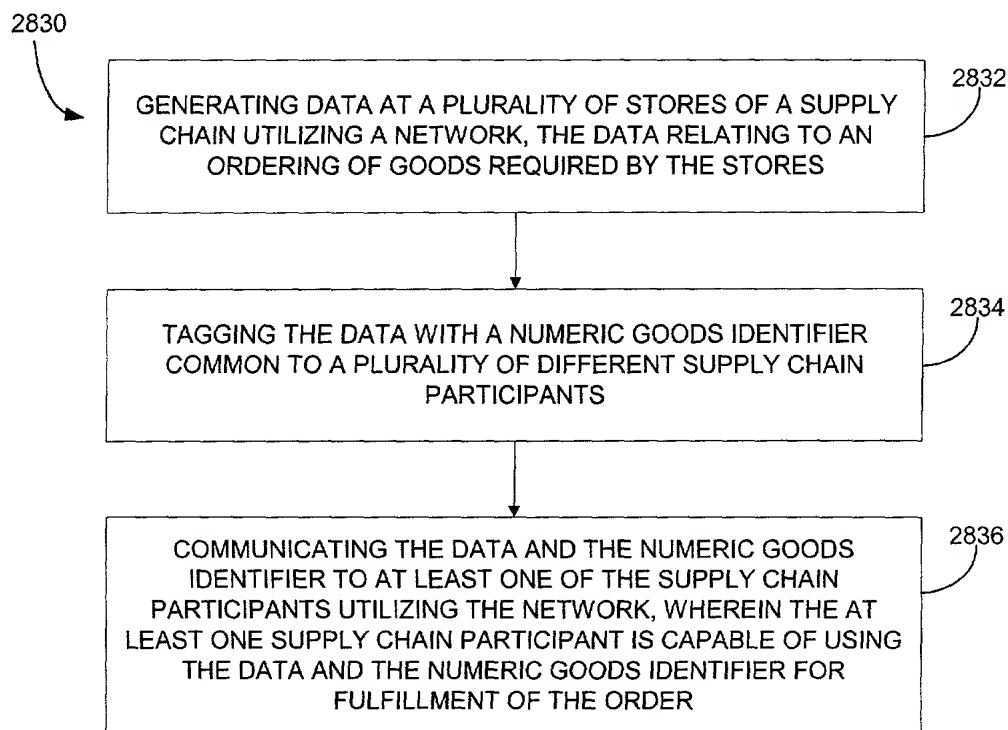 2830
2832
GENERATING DATA AT A PLURALITY OF STORES OF A SUPPLY
CHAIN UTILIZING A NETWORK, THE DATA RELATING TO AN
ORDERING OF GOODS REQUIRED BY THE STORES
2834
TAGGING THE DATA WITH A NUMERIC GOODS IDENTIFIER
COMMON TO A PLURALITY OF DIFFERENT SUPPLY CHAIN
PARTICIPANTS
2836
COMMUNICATING THE DATA AND THE NUMERIC GOODS
IDENTIFIER TO AT LEAST ONE OF THE SUPPLY CHAIN
PARTICIPANTS UTILIZING THE NETWORK, WHEREIN THE AT
LEAST ONE SUPPLY CHAIN PARTICIPANT IS CAPABLE OF USING
THE DATA AND THE NUMERIC GOODS IDENTIFIER FOR
FULFILLMENT OF THE ORDER